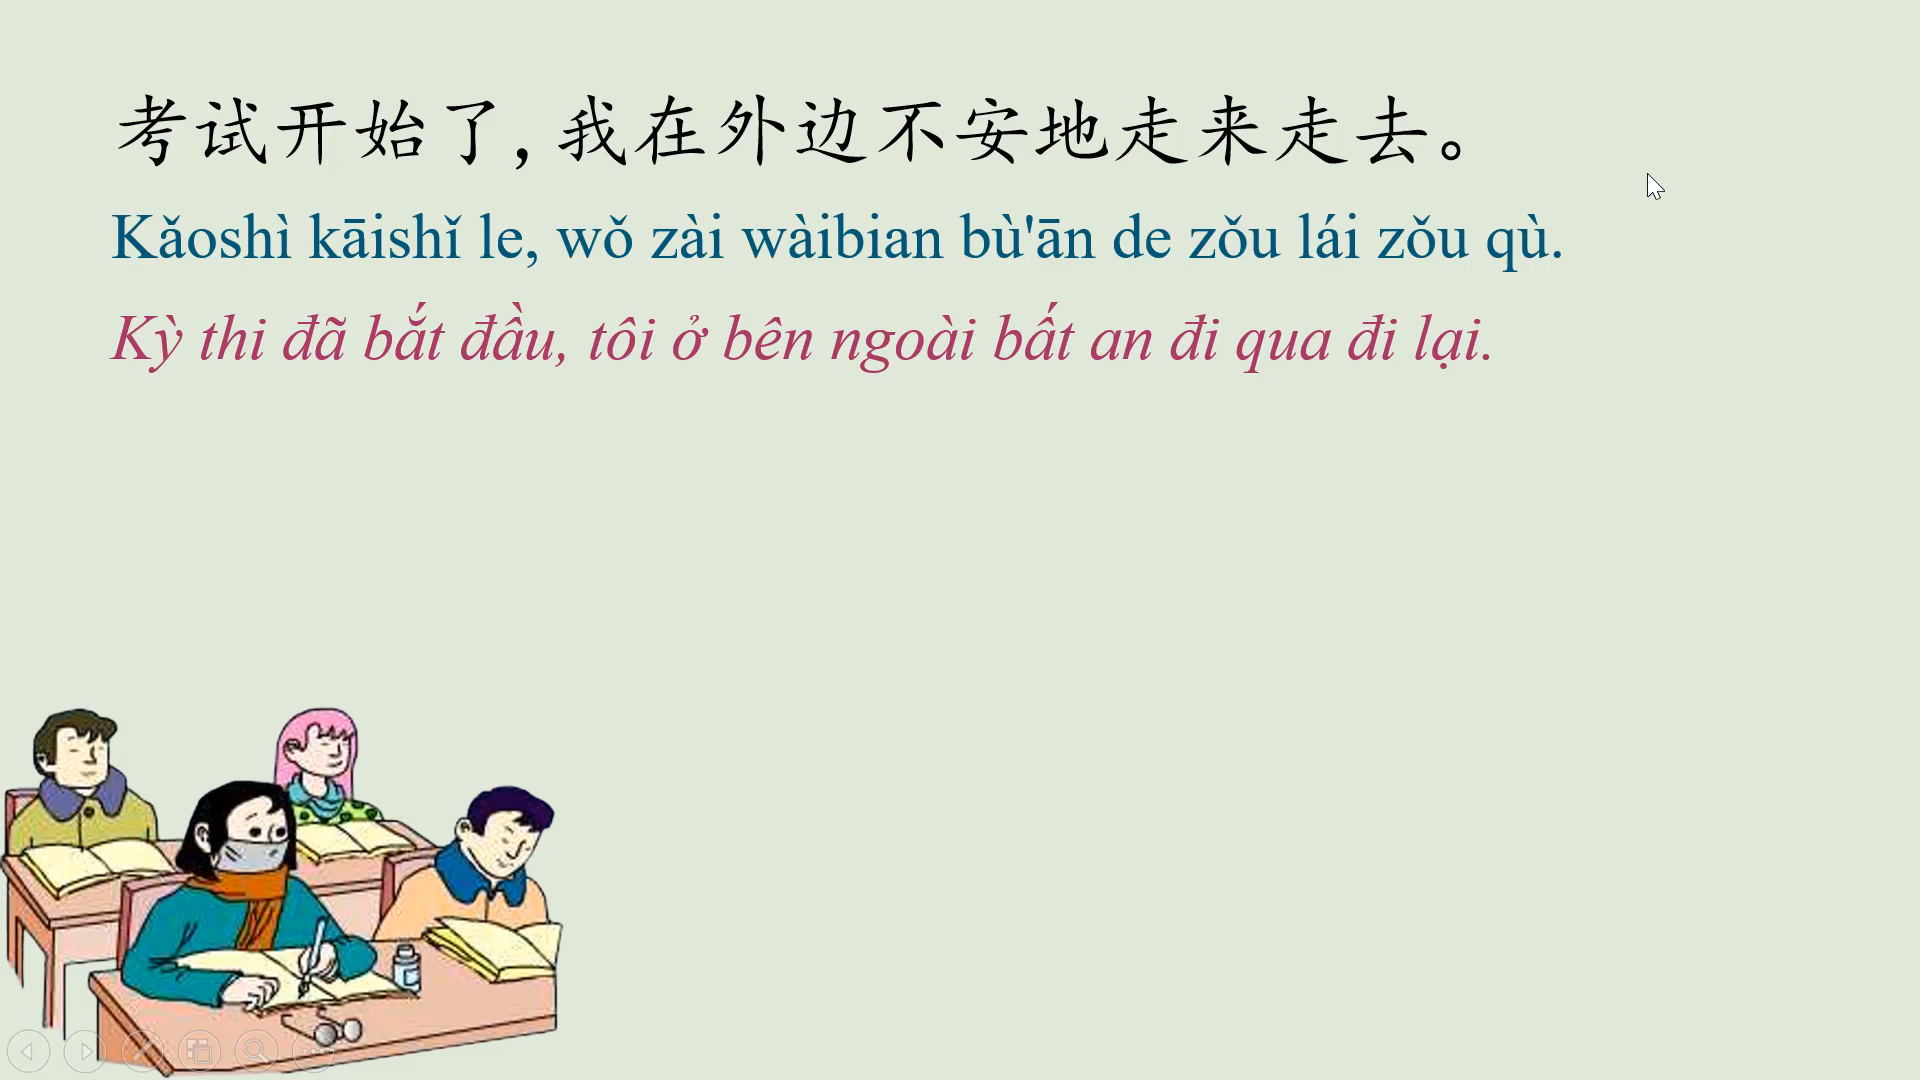 考试开始了,我在外边不安地走来走去。
Kǎoshì kāishǐ le, wǒ zài wàibian bù'ān de zǒu lái zǒu qù.
Kỳ thi đã bắt đầu, tôi ở bên ngoài bất an đi qua đi lại.